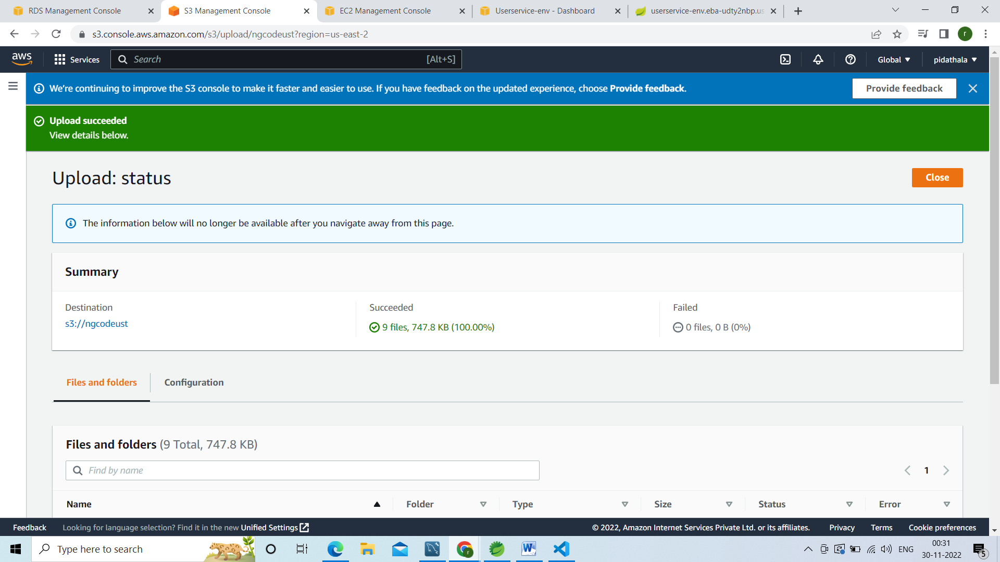 RDS Management Console
S3 Management Console
EC2 Management Console
Userservice-env - Dashboard
userservice-env.eba-udty2nbp.us
s3.console.aws.amazon.com/s3/upload/ngcodeust?region=us-east-2
r
aws
Services
Search
[Alt+S]
Global
pidathala
We're continuing to improve the S3 console to make it faster and easier to use. If you have feedback on the updated experience, choose Provide feedback.
Provide feedback
Upload succeeded
View details below.
Upload: status
Close
The information below will no longer be available after you navigate away from this page.
Summary
Destination
s3://ngcodeust
Succeeded
9 files, 747.8 KB (100.00%)
Failed
0 files, 0 B (0%)
Files and folders
Configuration
Files and folders (9 Total, 747.8 KB)
Find by name
1
Name
Folder
Type
Size
Status
Error
Feedback
Looking for language selection? Find it in the new Unified Settings
© 2022, Amazon Internet Services Private Ltd. or its affiliates.
Privacy
Terms
Cookie preferences
Type here to search
r
W
ENG
00:31
30-11-2022
5